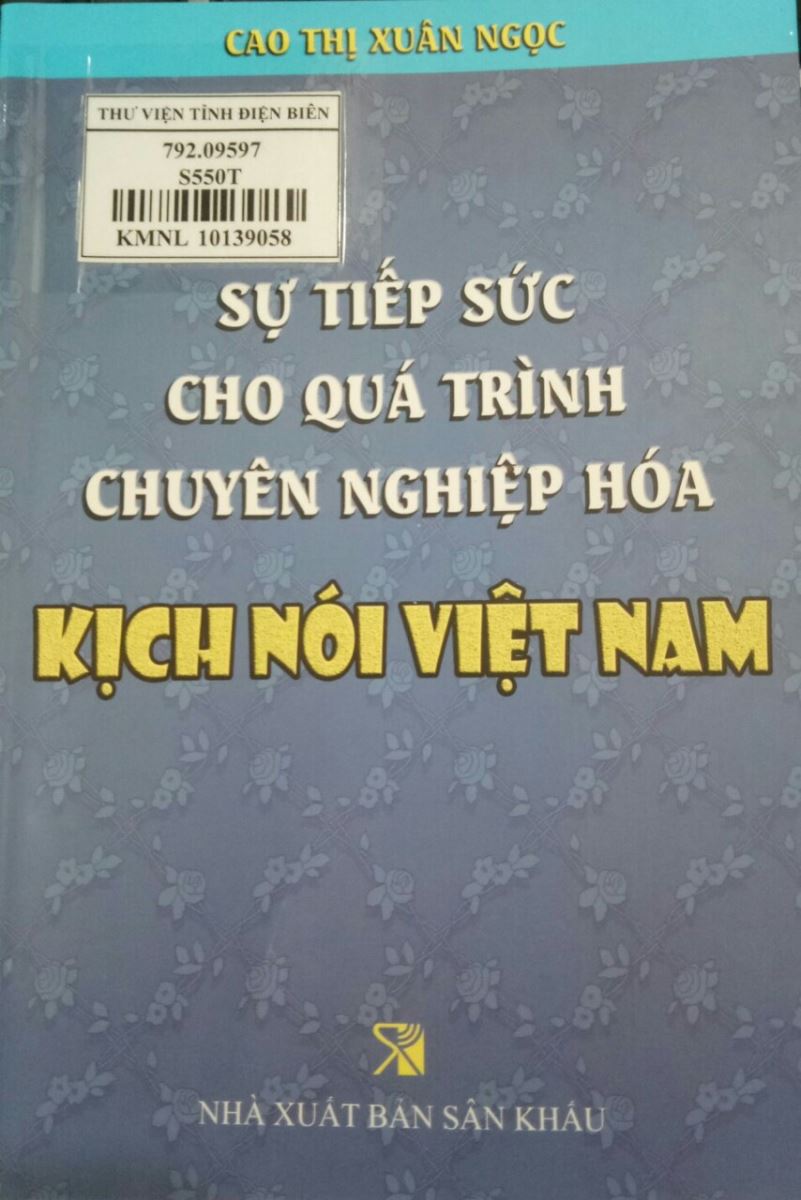 CAO THỊ XUÂN NGỌC
THƯ VIỆN TỈNH ĐIỆN BIÊN
792.09597
S550T
KMNL 10139058
SỰ TIẾP SỨC
CHO QUÁ TRÌNH
CHUYÊN NGHIỆP HÓA
KỊCH NÓI VIỆT NAM
NHÀ XUẤT BẢN SÂN KHẤU